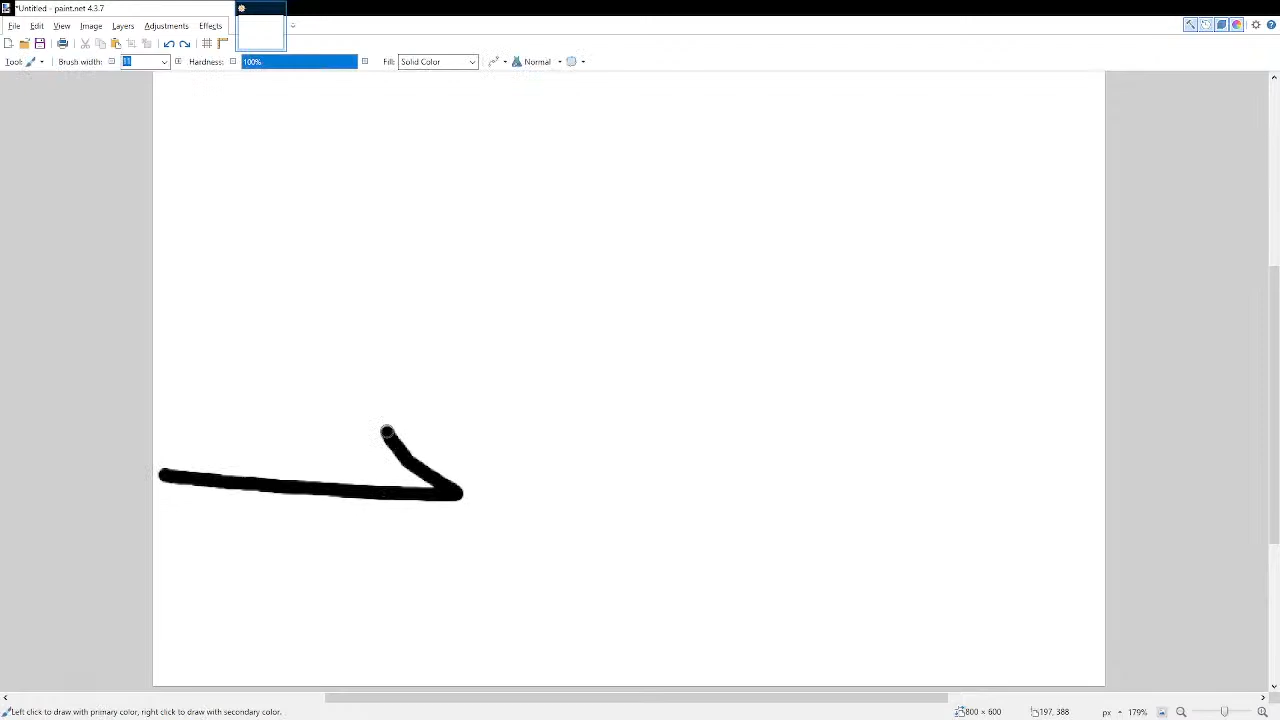 *Untitled - paint.net 4.3.7
File Edit View Image Layers Adjustments Effects
Tool: Brush width: 11 Hardness: 100% Fill: Solid Color Normal
Left click to draw with primary color, right click to draw with secondary color. 800 × 600 197, 388 px 179%